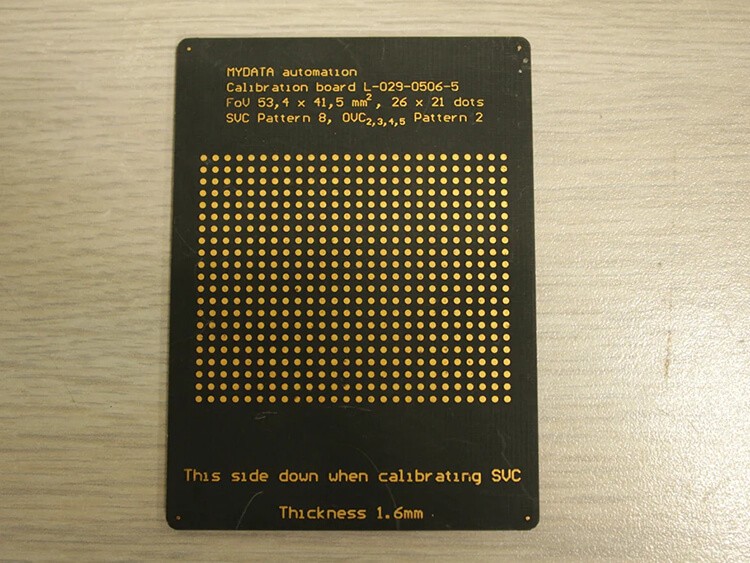 MYDATA automation
Calibration board L-029-0506-5
FoV 53,4 x 41,5 mm², 26 x 21 dots
SVC Pattern 8, OVC₂,₃,₄,₅ Pattern 2
This side down when calibrating SVC
Thickness 1.6mm